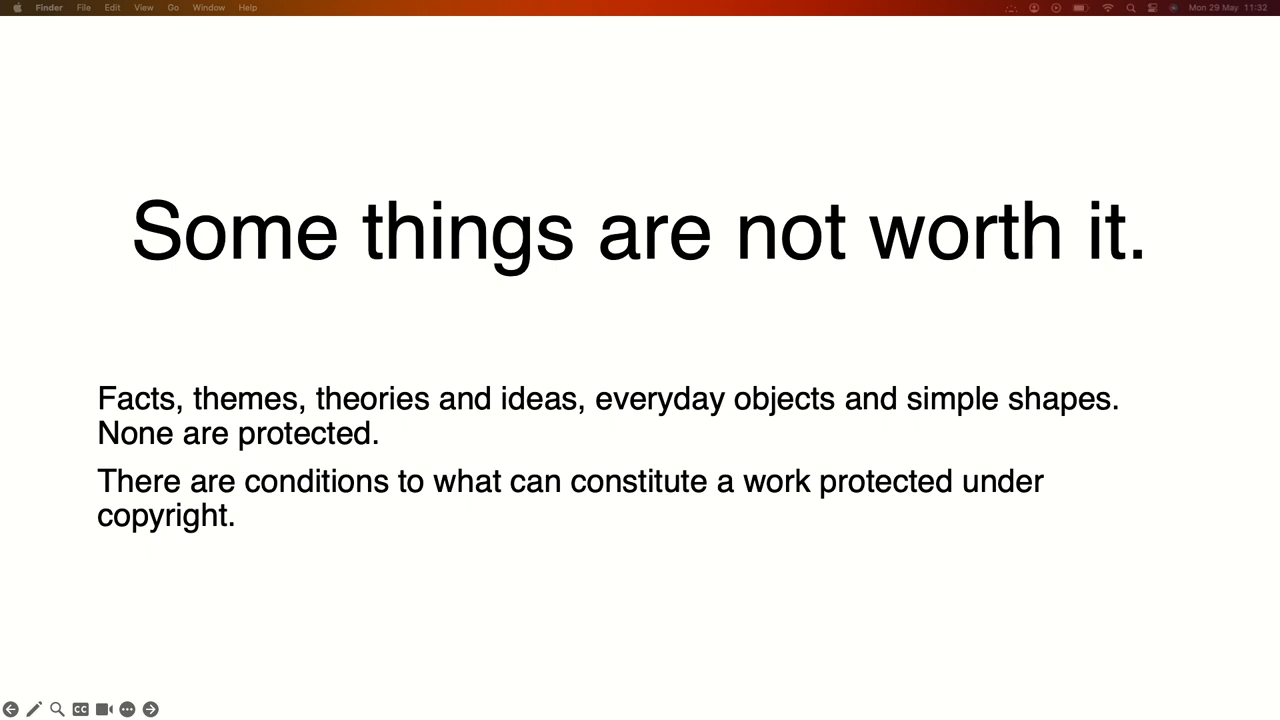 Finder File Edit View Go Window Help Mon 29 May 11:32
Some things are not worth it.
Facts, themes, theories and ideas, everyday objects and simple shapes.
None are protected.
There are conditions to what can constitute a work protected under
copyright.
CC